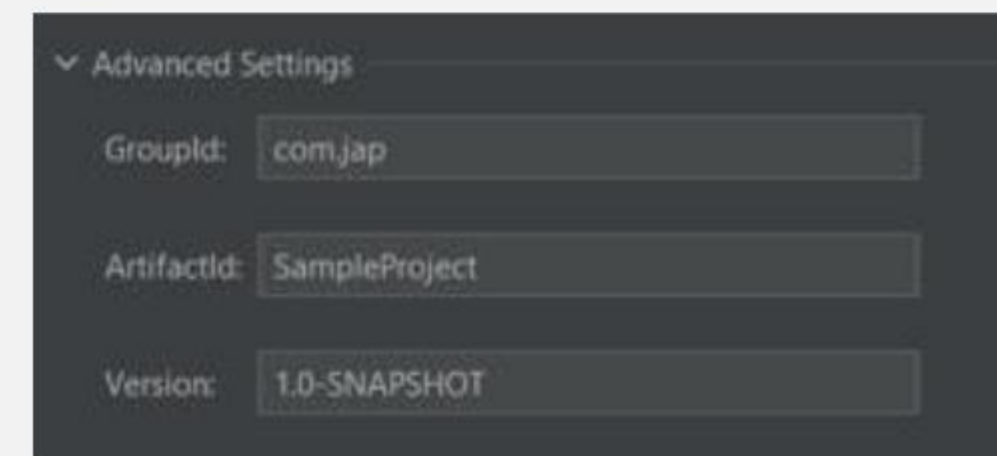 Advanced Settings
GroupId: com.jap
ArtifactId: SampleProject
Version: 1.0-SNAPSHOT